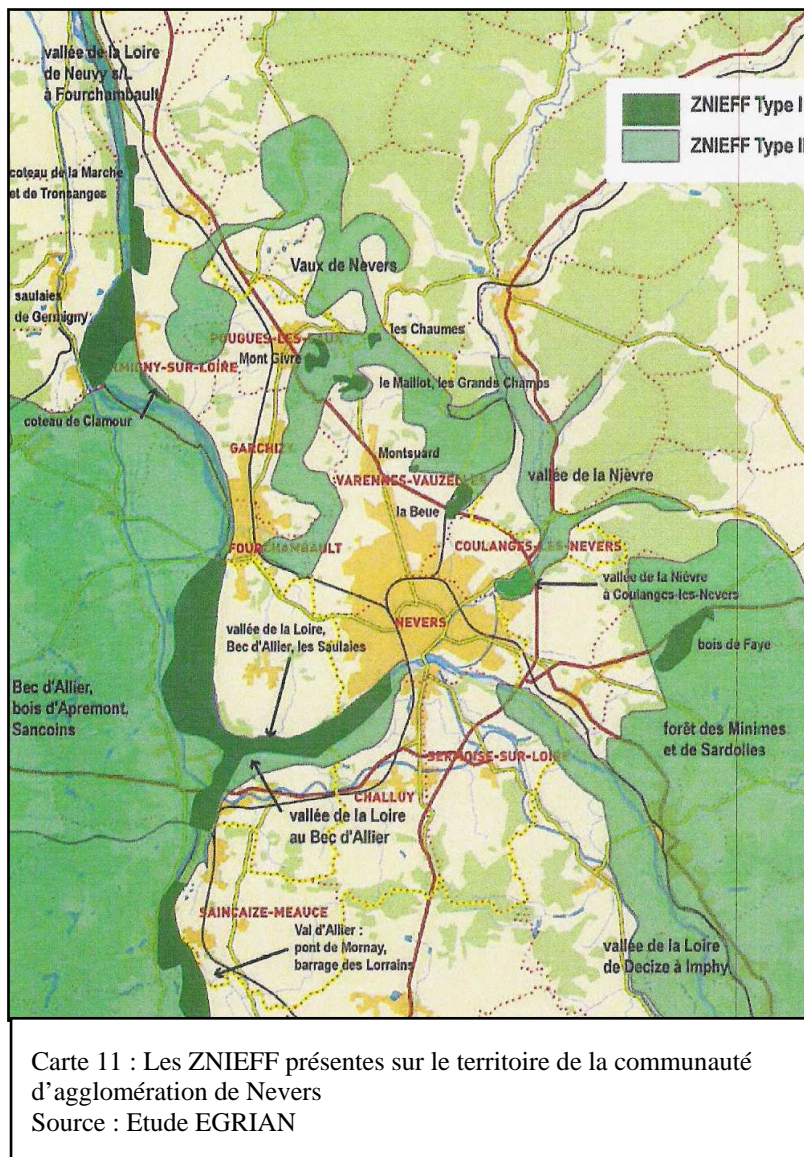 vallée de la Loire
de Neuvy s/L
à Fourchambault
ZNIEFF Type I
ZNIEFF Type II
coteau de la Marche
et de Tronsanges
Vaux de Nevers
saulaies
de Germigny
les Chaumes
POUGUES-LES-EAUX
Mont Givre
RMIGNY-SUR-LOIRE
le Maillot, les Grands Champs
coteau de Clamour
GARCHIZY
Montsuard
VARENNES-VAUZELLES
vallée de la Nièvre
la Beue
FOURCHAMBAULT
COULANGES-LES-NEVERS
vallée de la Nièvre
à Coulanges-les-Nevers
NEVERS
vallée de la Loire,
Bec d'Allier, les Saulaies
bois de Faye
Bec d'Allier,
bois d'Apremont,
Sancoins
forêt des Minimes
et de Sardolles
SERMOISE-SUR-LOIRE
CHALLUY
vallée de la Loire
au Bec d'Allier
SAINCAIZE-MEAUCE
Val d'Allier :
pont de Mornay,
barrage des Lorrains
vallée de la Loire
de Decize à Imphy
Carte 11 : Les ZNIEFF présentes sur le territoire de la communauté
d'agglomération de Nevers
Source : Etude EGRIAN